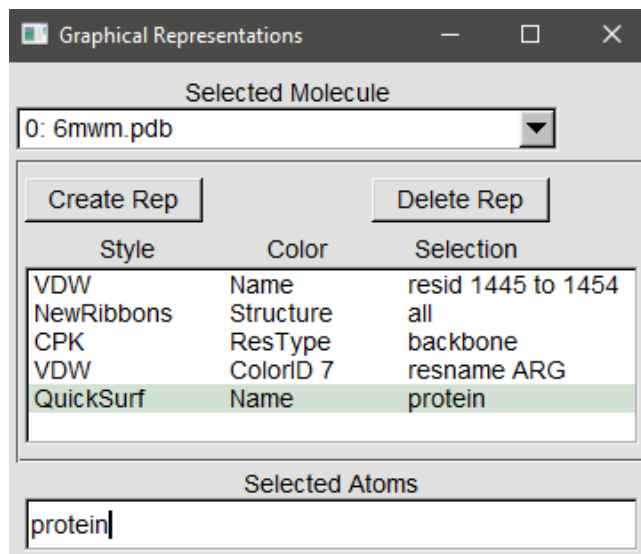 Graphical Representations
Selected Molecule
0: 6mwm.pdb
Create Rep Delete Rep
Style Color Selection
VDW Name resid 1445 to 1454
NewRibbons Structure all
CPK ResType backbone
VDW ColorID 7 resname ARG
QuickSurf Name protein
Selected Atoms
protein